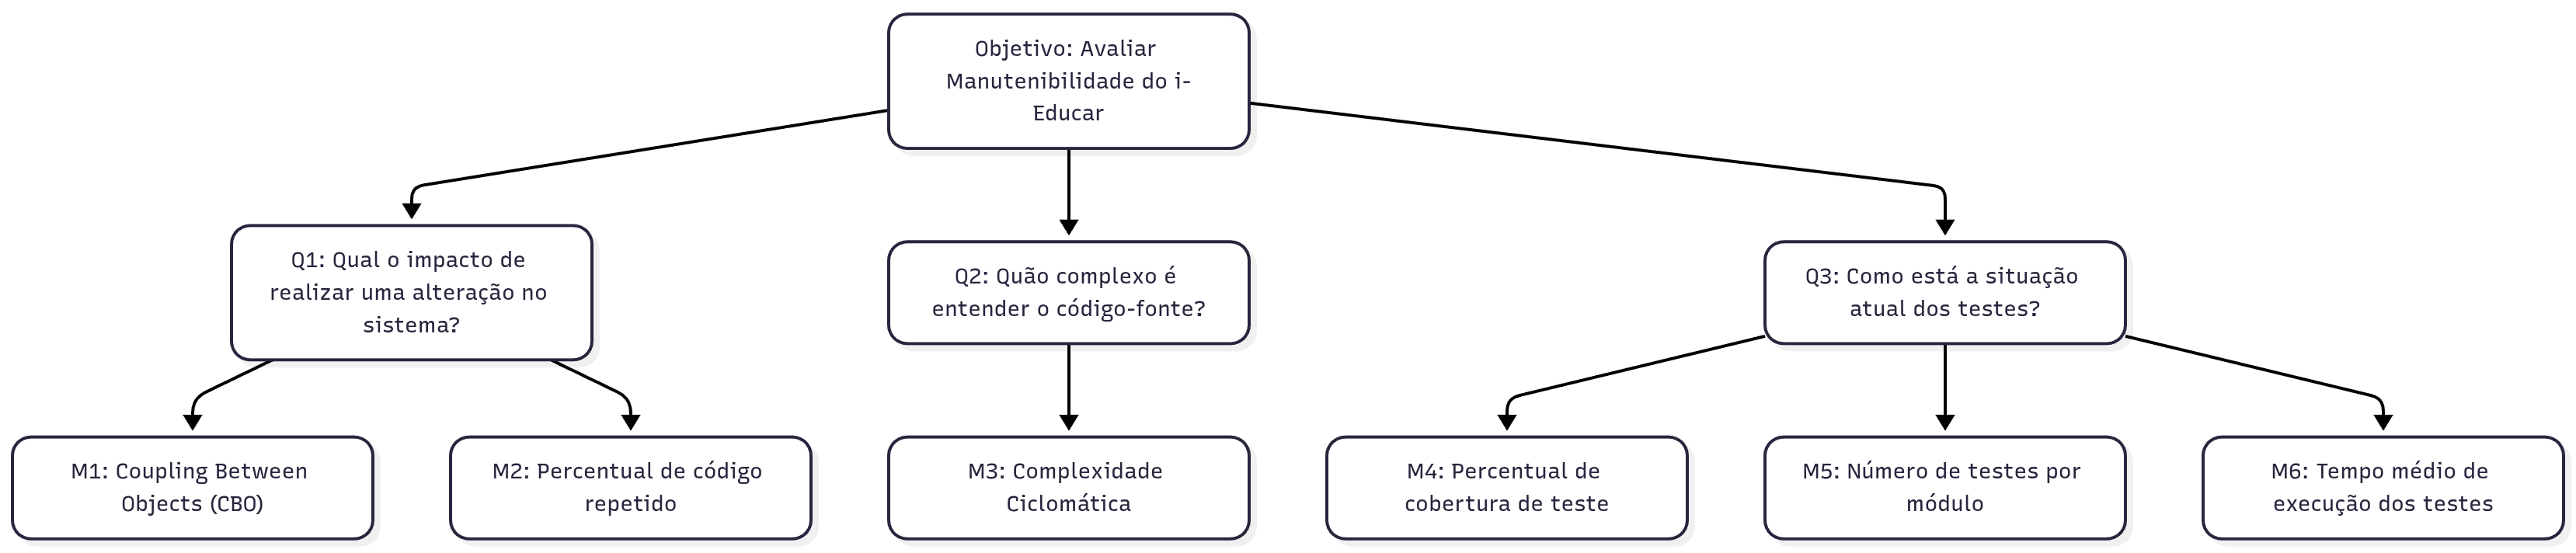 Objetivo: Avaliar
Manutenibilidade do i-
Educar
Q1: Qual o impacto de
realizar uma alteração no
sistema?
Q2: Quão complexo é
entender o código-fonte?
Q3: Como está a situação
atual dos testes?
M1: Coupling Between
Objects (CBO)
M2: Percentual de código
repetido
M3: Complexidade
Ciclomática
M4: Percentual de
cobertura de teste
M5: Número de testes por
módulo
M6: Tempo médio de
execução dos testes